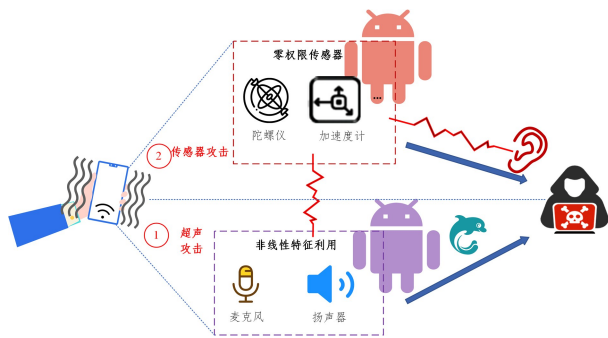 零权限传感器
...
陀螺仪
加速度计
2
传感器攻击
1
超声
攻击
非线性特征利用
麦克风
扬声器